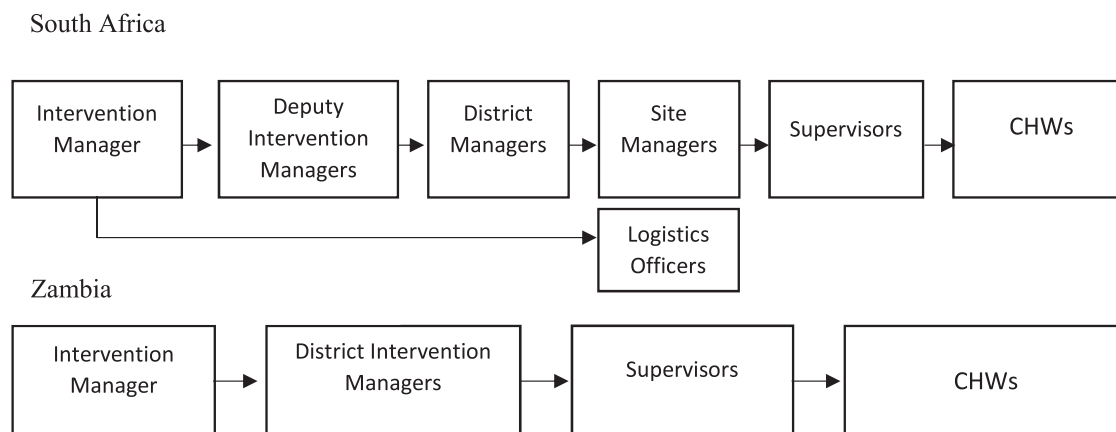 South Africa
Intervention
Manager
Deputy
Intervention
Managers
District
Managers
Site
Managers
Supervisors
CHWs
Logistics
Officers
Zambia
Intervention
Manager
District Intervention
Managers
Supervisors
CHWs